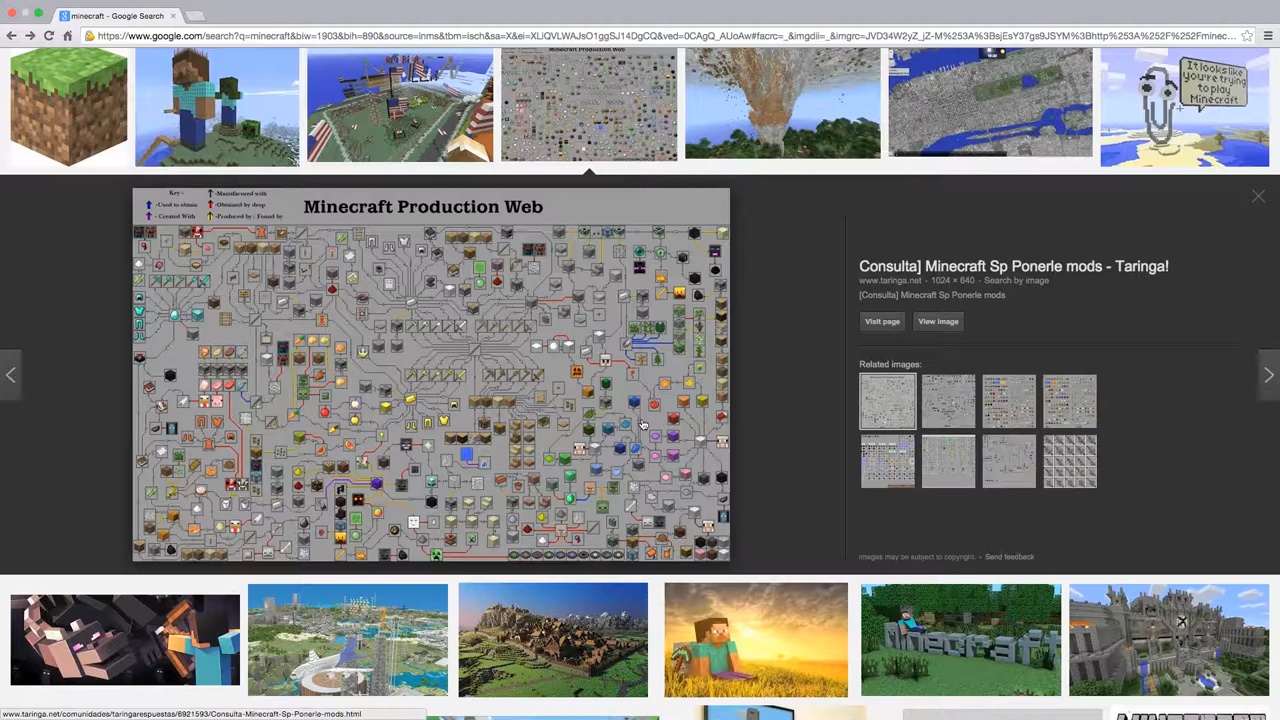 minecraft - Google Search
https://www.google.com/search?q=minecraft&biw=1903&bih=890&source=lnms&tbm=isch&sa=X&ei=XLiQVLWAJsO1ggSJ14DgCQ&ved=0CAgQ_AUoAw#facrc=_&imgdii=_&imgrc=JVD34W2yZ_jZ-M%253A%3BsjEsY37gs9JSYM%3Bhttp%253A%252F%252Fminec...
Minecraft Production Web
It looks like
you're trying
to play
Minecraft
Key -
-Manufactured with
-Used to obtain
-Obtained by drop
- Created With
-Produced by / Found by
Minecraft Production Web
Consulta] Minecraft Sp Ponerle mods - Taringa!
www.taringa.net - 1024 × 640 - Search by image
[Consulta] Minecraft Sp Ponerle mods
Visit page
View image
Related images:
Images may be subject to copyright. - Send feedback
Minecraft
www.taringa.net/comunidades/taringarespuestas/6921593/Consulta-Minecraft-Sp-Ponerle-mods.html